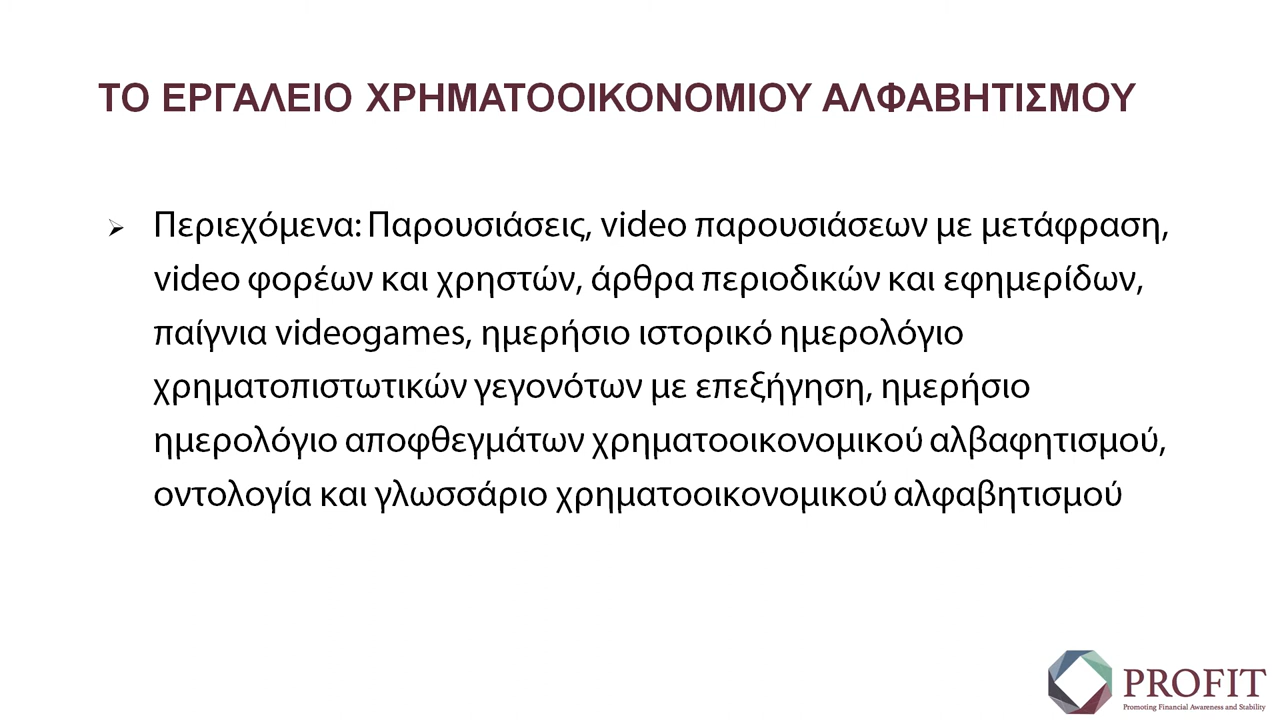 ΤΟ ΕΡΓΑΛΕΙΟ ΧΡΗΜΑΤΟΟΙΚΟΝΟΜΙΟΥ ΑΛΦΑΒΗΤΙΣΜΟΥ
➢ Περιεχόμενα: Παρουσιάσεις, video παρουσιάσεων με μετάφραση,
video φορέων και χρηστών, άρθρα περιοδικών και εφημερίδων,
παίγνια videogames, ημερήσιο ιστορικό ημερολόγιο
χρηματοπιστωτικών γεγονότων με επεξήγηση, ημερήσιο
ημερολόγιο αποφθεγμάτων χρηματοοικονομικού αλβαφητισμού,
οντολογία και γλωσσάριο χρηματοοικονομικού αλφαβητισμού
PROFIT
Promoting Financial Awareness and Stability